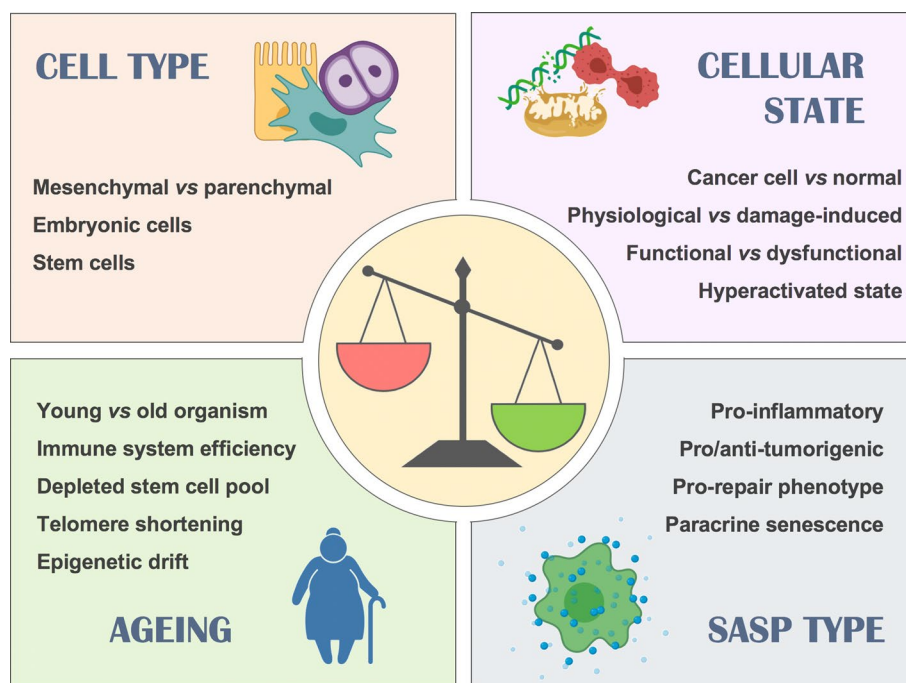 CELL TYPE
Mesenchymal vs parenchymal
Embryonic cells
Stem cells
CELLULAR
STATE
Cancer cell vs normal
Physiological vs damage-induced
Functional vs dysfunctional
Hyperactivated state
Young vs old organism
Immune system efficiency
Depleted stem cell pool
Telomere shortening
Epigenetic drift
AGEING
Pro-inflammatory
Pro/anti-tumorigenic
Pro-repair phenotype
Paracrine senescence
SASP TYPE